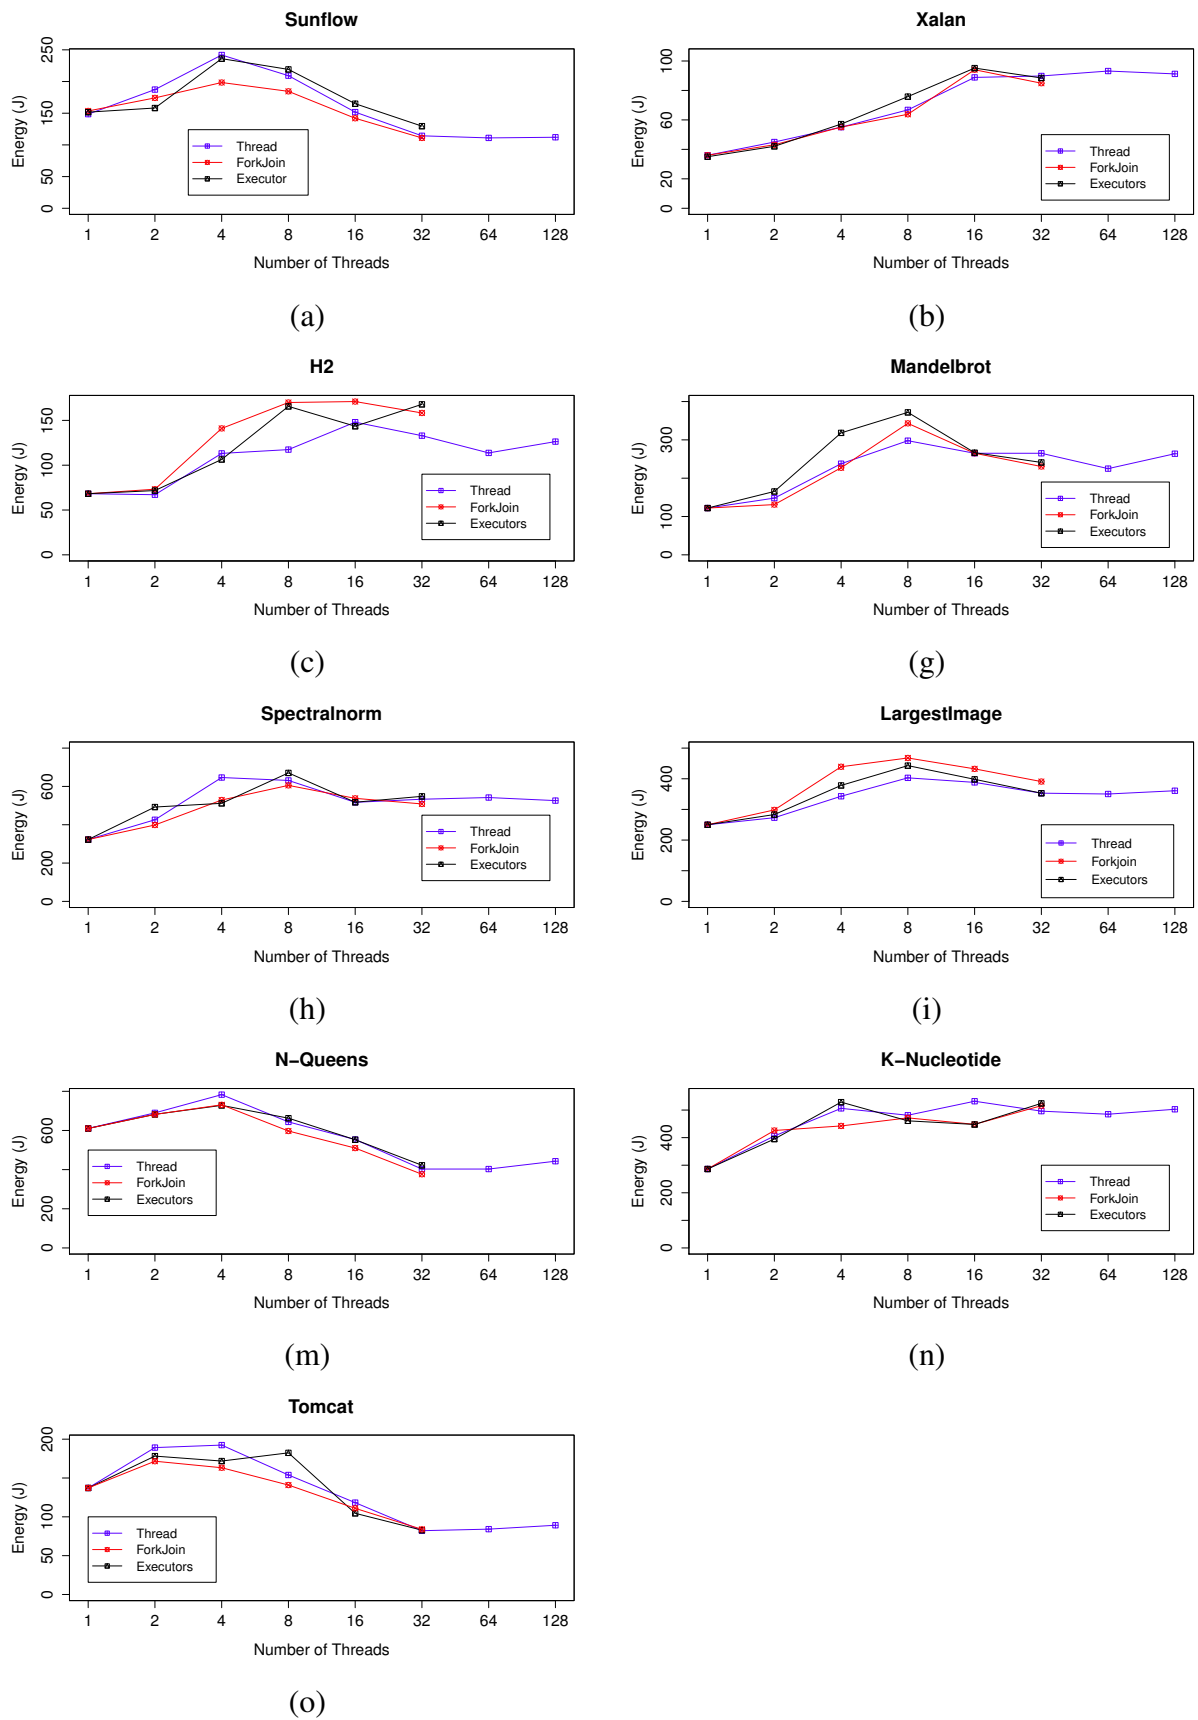 Sunflow
Energy (J)
0 50 150 250
Thread
ForkJoin
Executor
1 2 4 8 16 32 64 128
Number of Threads
(a)
Xalan
Energy (J)
20 60 100
Thread
ForkJoin
Executors
1 2 4 8 16 32 64 128
Number of Threads
(b)
H2
Energy (J)
0 50 100 150
Thread
ForkJoin
Executors
1 2 4 8 16 32 64 128
Number of Threads
(c)
Mandelbrot
Energy (J)
0 100 300
Thread
ForkJoin
Executors
1 2 4 8 16 32 64 128
Number of Threads
(g)
Spectralnorm
Energy (J)
0 200 600
Thread
ForkJoin
Executors
1 2 4 8 16 32 64 128
Number of Threads
(h)
LargestImage
Energy (J)
0 200 400
Thread
Forkjoin
Executors
1 2 4 8 16 32 64 128
Number of Threads
(i)
N−Queens
Energy (J)
0 200 600
Thread
ForkJoin
Executors
1 2 4 8 16 32 64 128
Number of Threads
(m)
K−Nucleotide
Energy (J)
0 200 400
Thread
ForkJoin
Executors
1 2 4 8 16 32 64 128
Number of Threads
(n)
Tomcat
Energy (J)
0 50 100 200
Thread
ForkJoin
Executors
1 2 4 8 16 32 64 128
Number of Threads
(o)